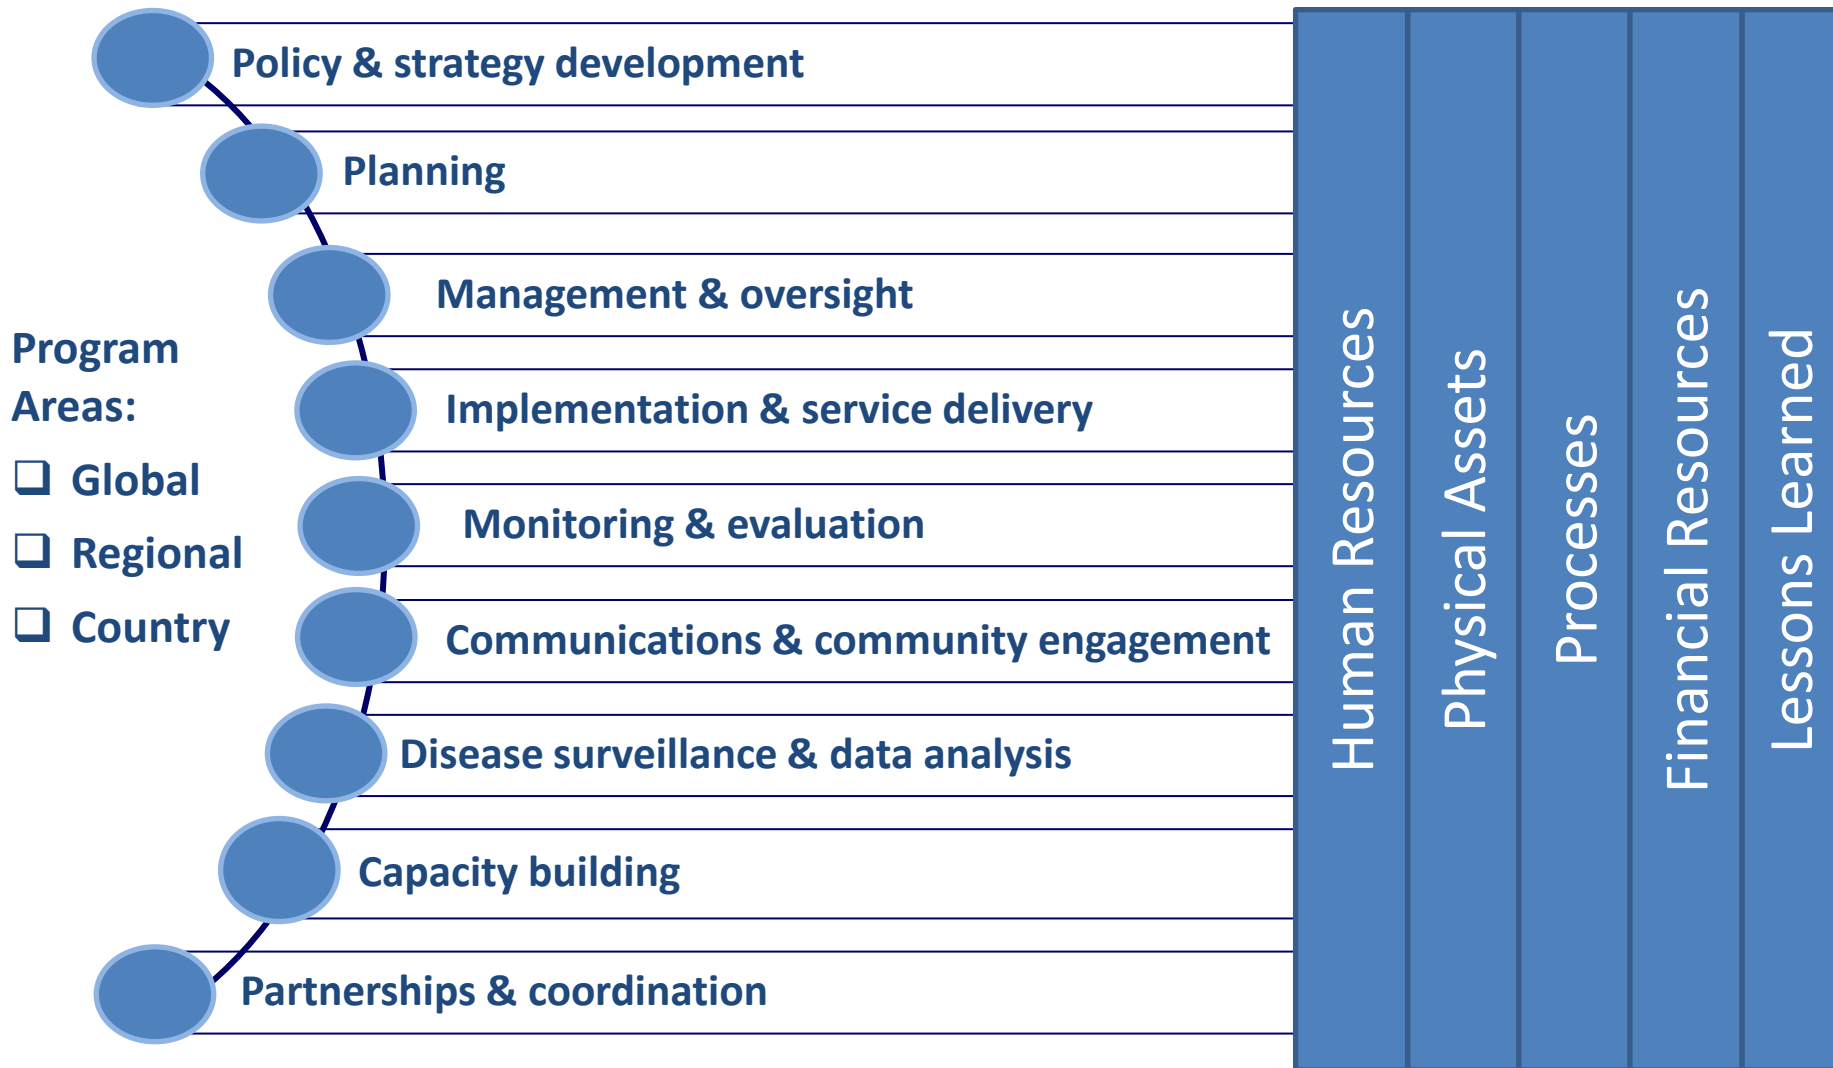 Policy & strategy development
Planning
Management & oversight
Program
Areas:
Global
Regional
Country
Implementation & service delivery
Monitoring & evaluation
Communications & community engagement
Disease surveillance & data analysis
Capacity building
Partnerships & coordination
Human Resources
Physical Assets
Processes
Financial Resources
Lessons Learned